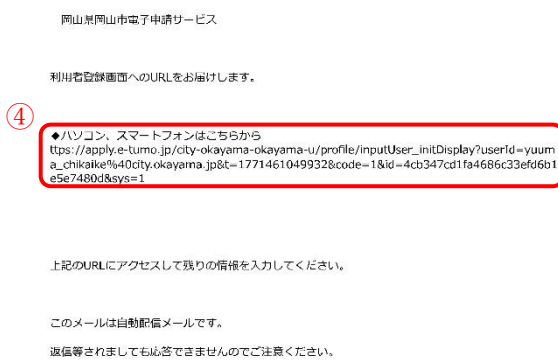 岡山県岡山市電子申請サービス
利用者登録画面へのURLをお届けします。
④
◆パソコン、スマートフォンはこちらから
ttps://apply.e-tumo.jp/city-okayama-okayama-u/profile/inputUser_initDisplay?userId=yuum
a_chikaike%40city.okayama.jp&t=1771461049932&code=1&id=4cb347cd1fa4686c33efd6b1
e5e7480d&sys=1
上記のURLにアクセスして残りの情報を入力してください。
このメールは自動配信メールです。
返信等されましても応答できませんのでご注意ください。